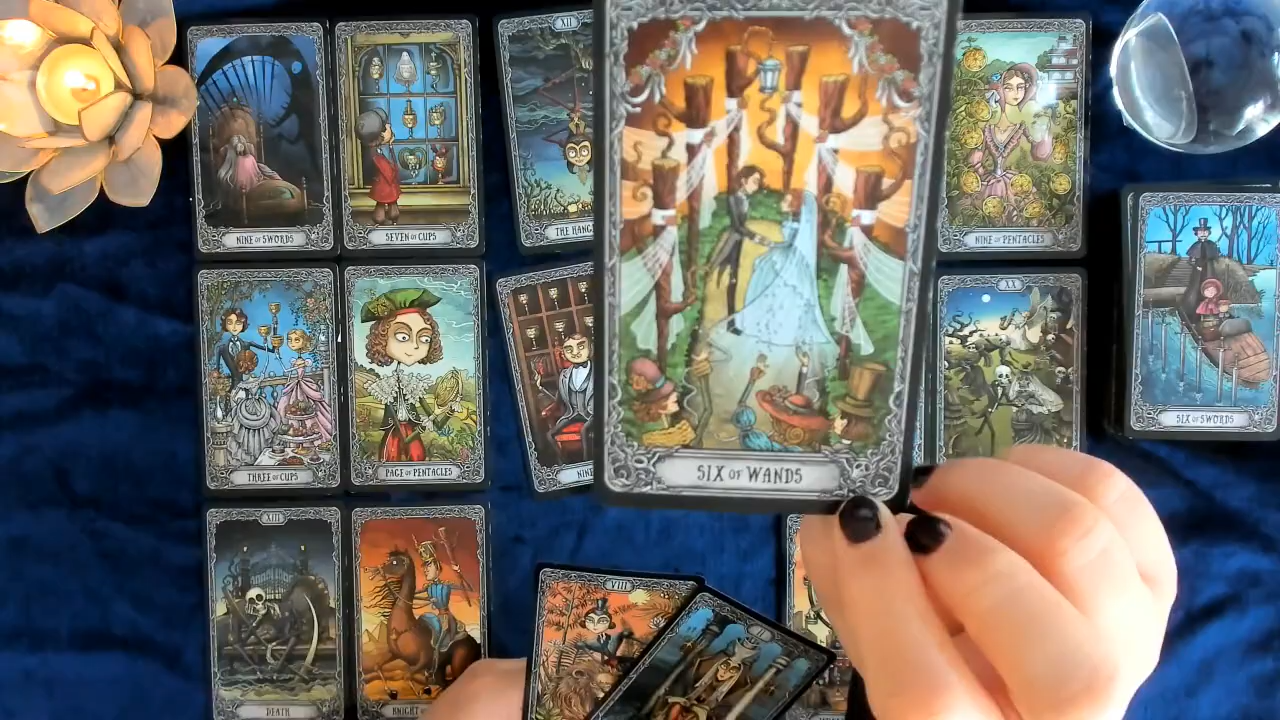 XII
NINE OF SWORDS
SEVEN OF CUPS
THE HANG
SIX OF WANDS
NINE OF PENTACLES
XX
SIX OF SWORDS
THREE OF CUPS
PAGE OF PENTACLES
NINE
XIII
VIII
II
DEATH
KNIGHT